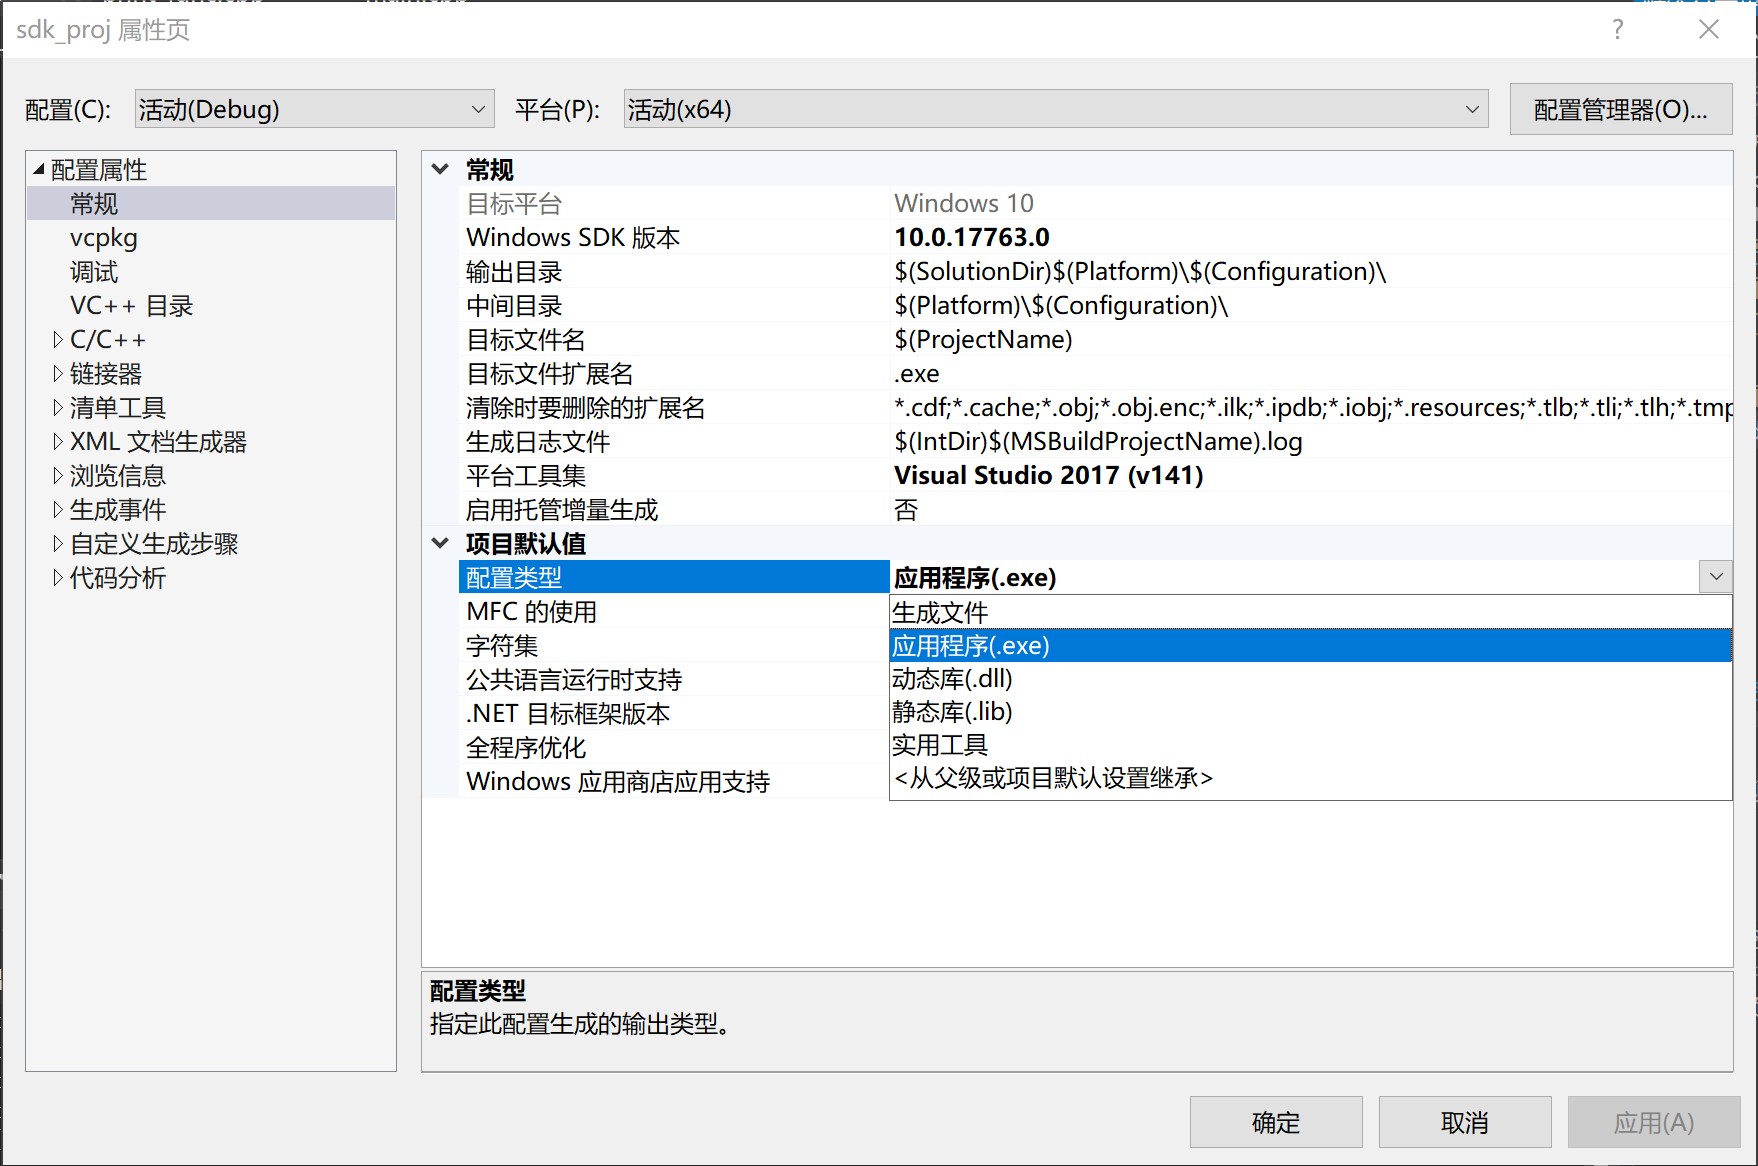 sdk_proj 属性页
?
配置(C): 活动(Debug) 平台(P): 活动(x64) 配置管理器(O)...
配置属性
常规
vcpkg
调试
VC++ 目录
C/C++
链接器
清单工具
XML 文档生成器
浏览信息
生成事件
自定义生成步骤
代码分析
常规
目标平台 Windows 10
Windows SDK 版本 10.0.17763.0
输出目录 $(SolutionDir)$(Platform)\$(Configuration)\
中间目录 $(Platform)\$(Configuration)\
目标文件名 $(ProjectName)
目标文件扩展名 .exe
清除时要删除的扩展名 *.cdf;*.cache;*.obj;*.obj.enc;*.ilk;*.ipdb;*.iobj;*.resources;*.tlb;*.tli;*.tlh;*.tmp
生成日志文件 $(IntDir)$(MSBuildProjectName).log
平台工具集 Visual Studio 2017 (v141)
启用托管增量生成 否
项目默认值
配置类型 应用程序(.exe)
MFC 的使用
字符集
公共语言运行时支持
.NET 目标框架版本
全程序优化
Windows 应用商店应用支持
生成文件
应用程序(.exe)
动态库(.dll)
静态库(.lib)
实用工具
<从父级或项目默认设置继承>
配置类型
指定此配置生成的输出类型。
确定 取消 应用(A)